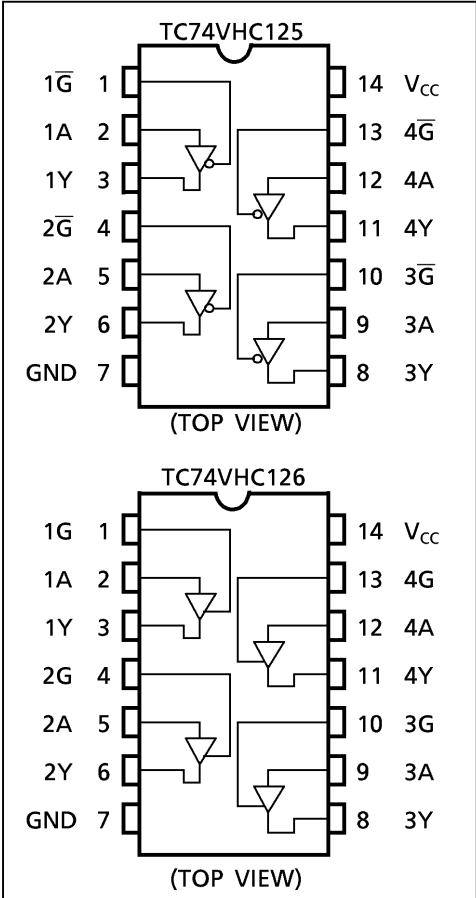 TC74VHC125
1G̅ 1 14 VCC
1A 2 13 4G̅
1Y 3 12 4A
2G̅ 4 11 4Y
2A 5 10 3G̅
2Y 6 9 3A
GND 7 8 3Y
(TOP VIEW)
TC74VHC126
1G 1 14 VCC
1A 2 13 4G
1Y 3 12 4A
2G 4 11 4Y
2A 5 10 3G
2Y 6 9 3A
GND 7 8 3Y
(TOP VIEW)